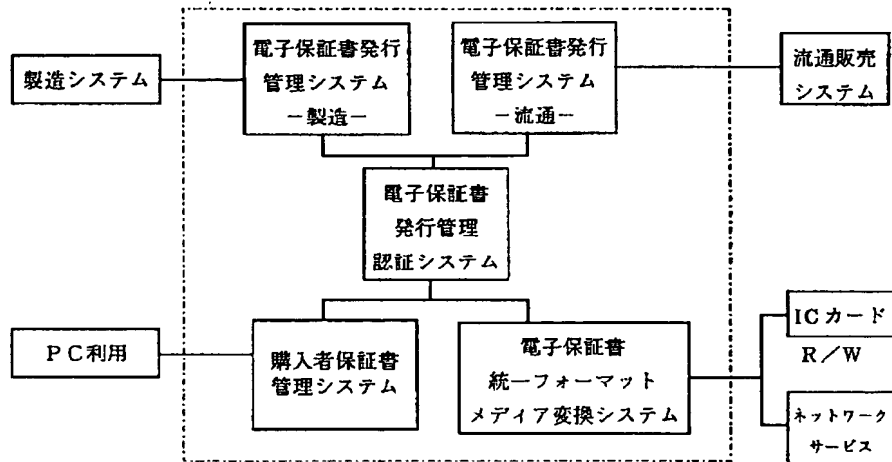 製造システム
電子保証書発行
管理システム
－製造－
電子保証書発行
管理システム
－流通－
流通販売
システム
電子保証書
発行管理
認証システム
PC利用
購入者保証書
管理システム
電子保証書
統一フォーマット
メディア変換システム
ICカード
R／W
ネットワーク
サービス